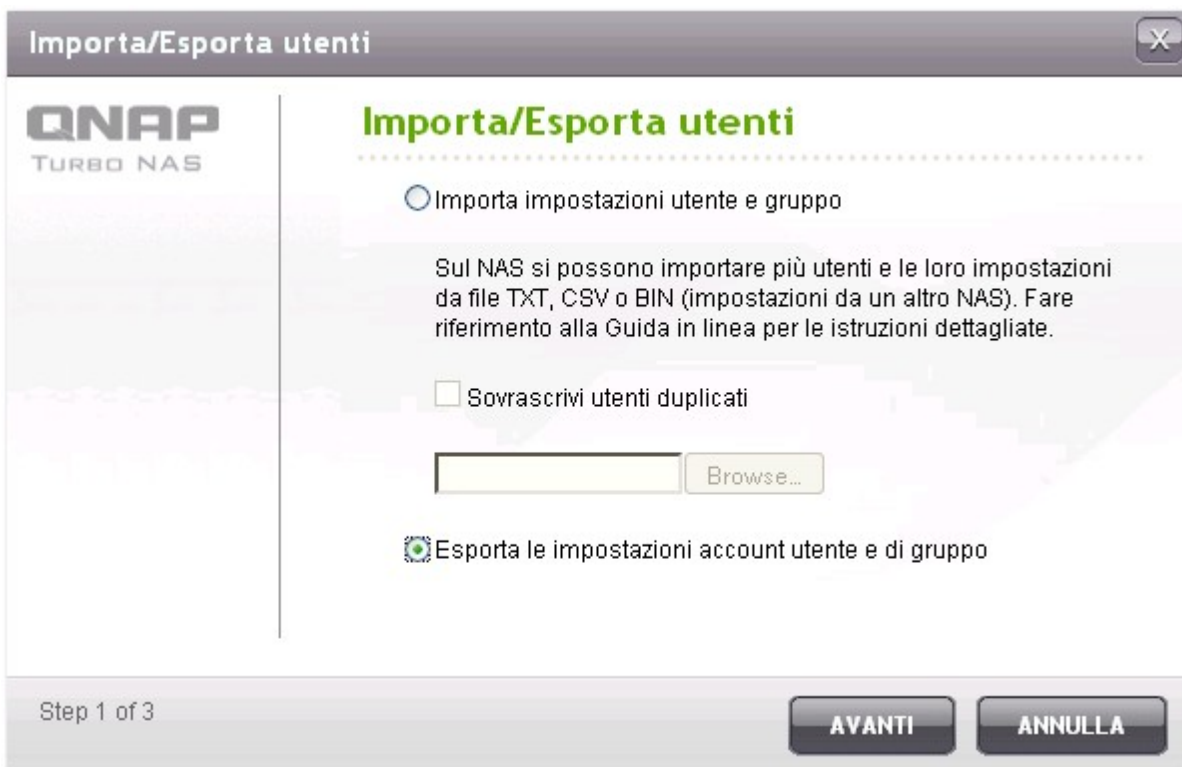 Importa/Esporta utenti
X
QNAP
TURBO NAS
Importa/Esporta utenti
Importa impostazioni utente e gruppo
Sul NAS si possono importare più utenti e le loro impostazioni
da file TXT, CSV o BIN (impostazioni da un altro NAS). Fare
riferimento alla Guida in linea per le istruzioni dettagliate.
Sovrascrivi utenti duplicati
Browse...
Esporta le impostazioni account utente e di gruppo
Step 1 of 3
AVANTI
ANNULLA